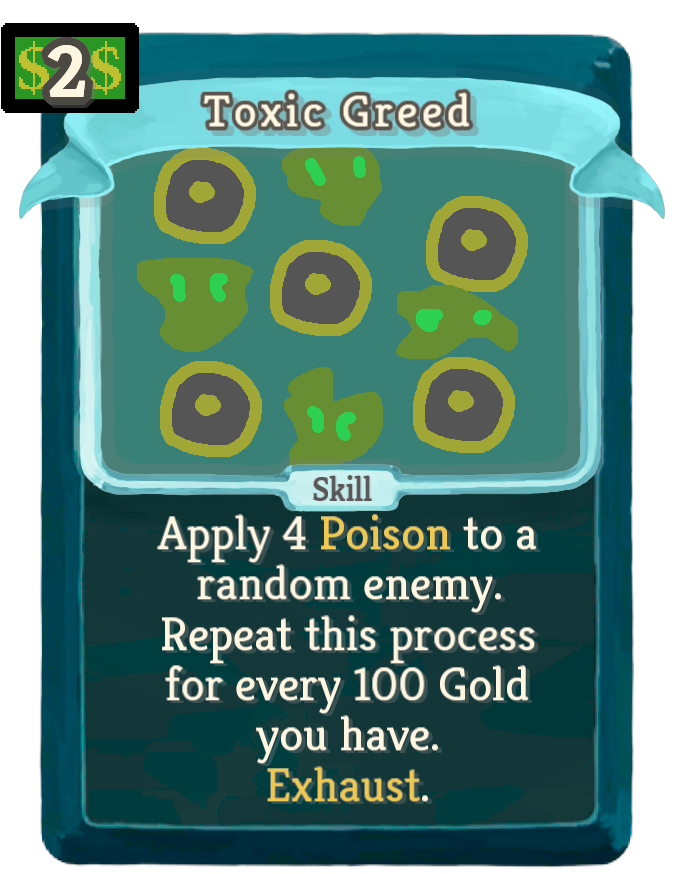 $2$
Toxic Greed
Skill
Apply 4 Poison to a
random enemy.
Repeat this process
for every 100 Gold
you have.
Exhaust.